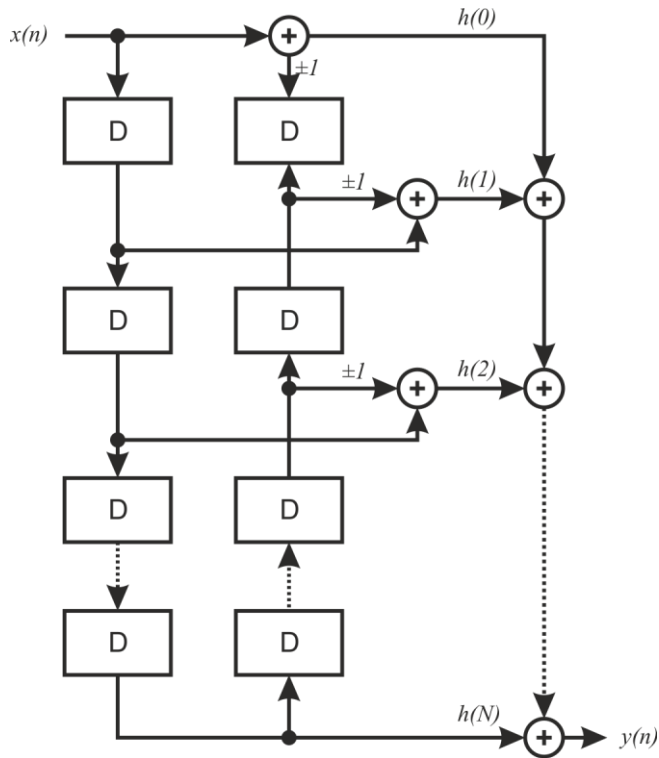 x(n) + h(0)
±1
D D
±1 + h(1) +
D D
±1 + h(2) +
D D
D D
h(N) + y(n)